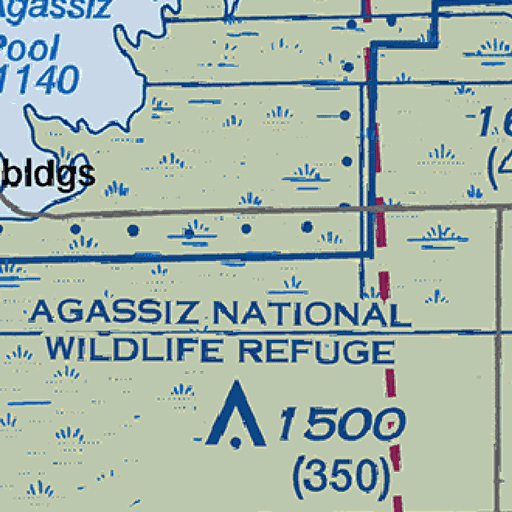 Agassiz
Pool
1140
bldgs
AGASSIZ NATIONAL
WILDLIFE REFUGE
1500
(350)